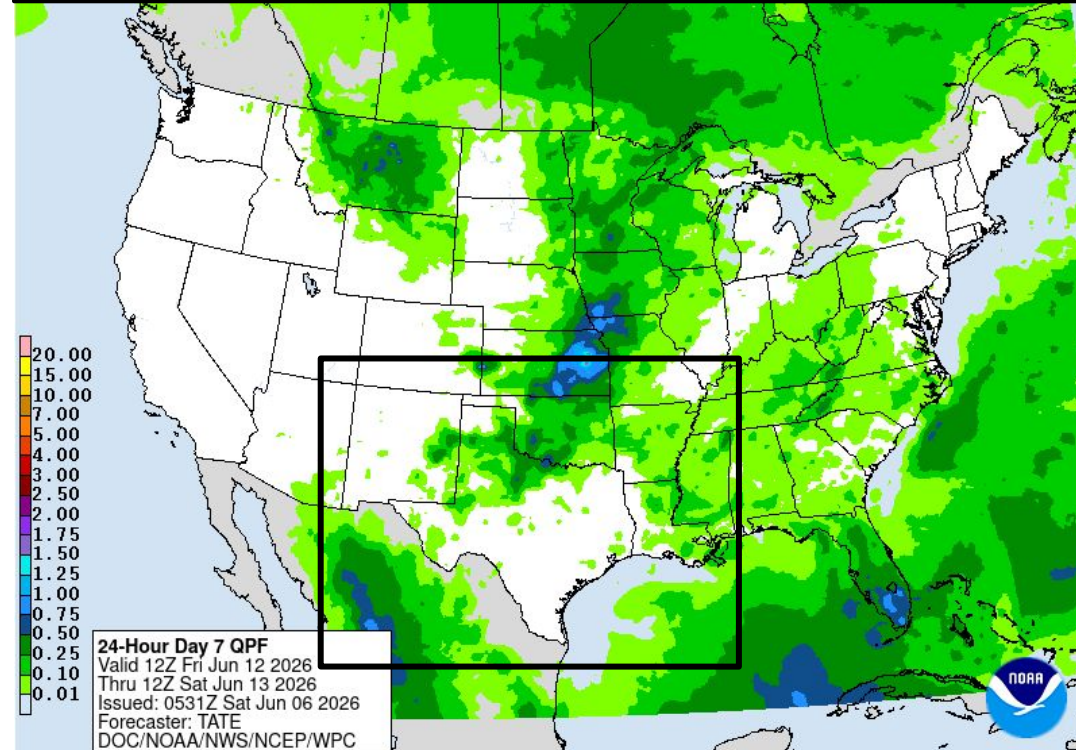 20.00
15.00
10.00
7.00
5.00
4.00
3.00
2.50
2.00
1.75
1.50
1.25
1.00
0.75
0.50
0.25
0.10
0.01
24-Hour Day 7 QPF
Valid 12Z Fri Jun 12 2026
Thru 12Z Sat Jun 13 2026
Issued: 0531Z Sat Jun 06 2026
Forecaster: TATE
DOC/NOAA/NWS/NCEP/WPC
NOAA